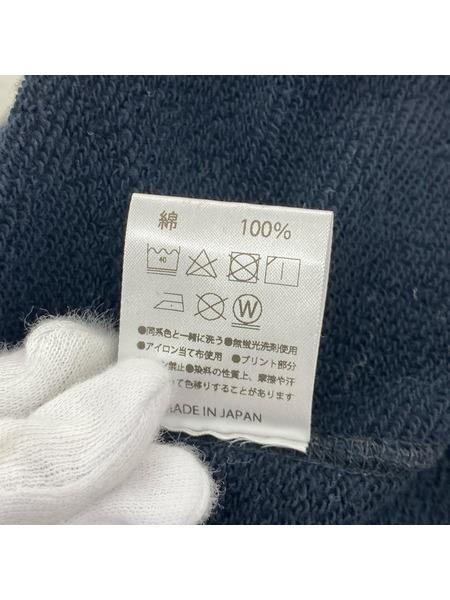 綿 100%
40
W
●同系色と一緒に洗う●無蛍光洗剤使用
●アイロン当て布使用●プリント部分
禁止●染料の性質上、摩擦や汗
て色移りすることがあります
MADE IN JAPAN